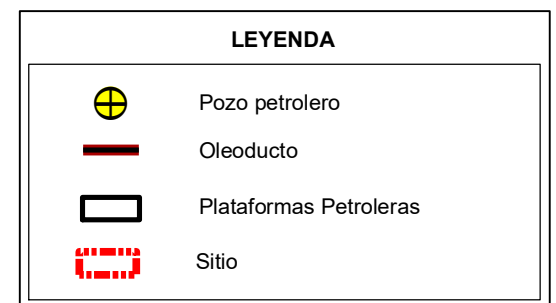 LEYENDA
Pozo petrolero
Oleoducto
Plataformas Petroleras
Sitio